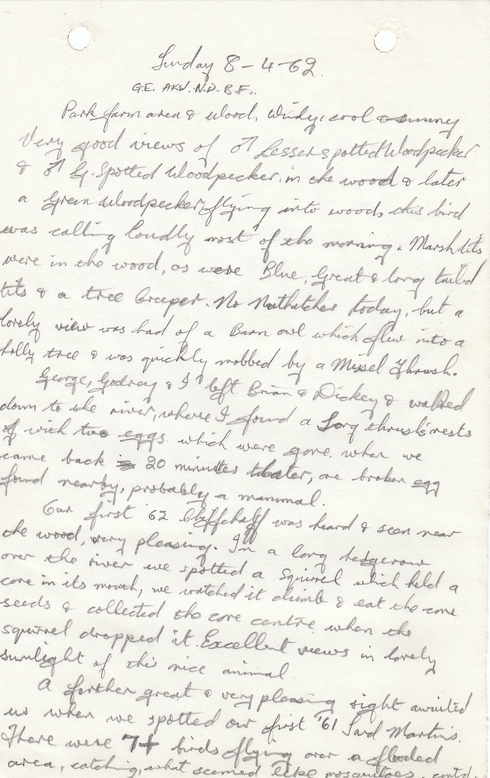 Sunday 8-4-62.
G.E. AKW. N.D. B.F..
Park farm area & wood, Windy, cool & sunny
Very good views of ♂ Lesser spotted Woodpecker
& ♂ G. Spotted Woodpecker in the wood & later
a Green Woodpecker flying into woods this bird
was calling loudly most of the morning. Marsh tits
were in the wood, as were Blue, Great & long tailed
tits & a tree Creeper. No Nuthatches today, but a
lovely view was had of a Barn owl which flew into a
holly tree & was quickly mobbed by a Missel Thrush.
George, Godfray & I left Brian & Dickey & walked
down to the river, where I found a Song thrushs nests
with two eggs which were gone when we
came back 20 minutes later, one broken egg
found nearby, probably a mammal.
Our first '62 Chiffchaff was heard & seen near
the wood, very pleasing. In a long hedgerow
over the river we spotted a Squirrel which held a
core in its mouth, we watched it climb & eat the core
seeds & collected the core centre when the
squirrel dropped it. Excellent views in lovely
sunlight of this nice animal
A further great & very pleasing sight awaited
us when we spotted our first '61 Sand Martins.
There were 7+ birds flying over a flooded
area, catching what seemed like mosquitoes. contd.